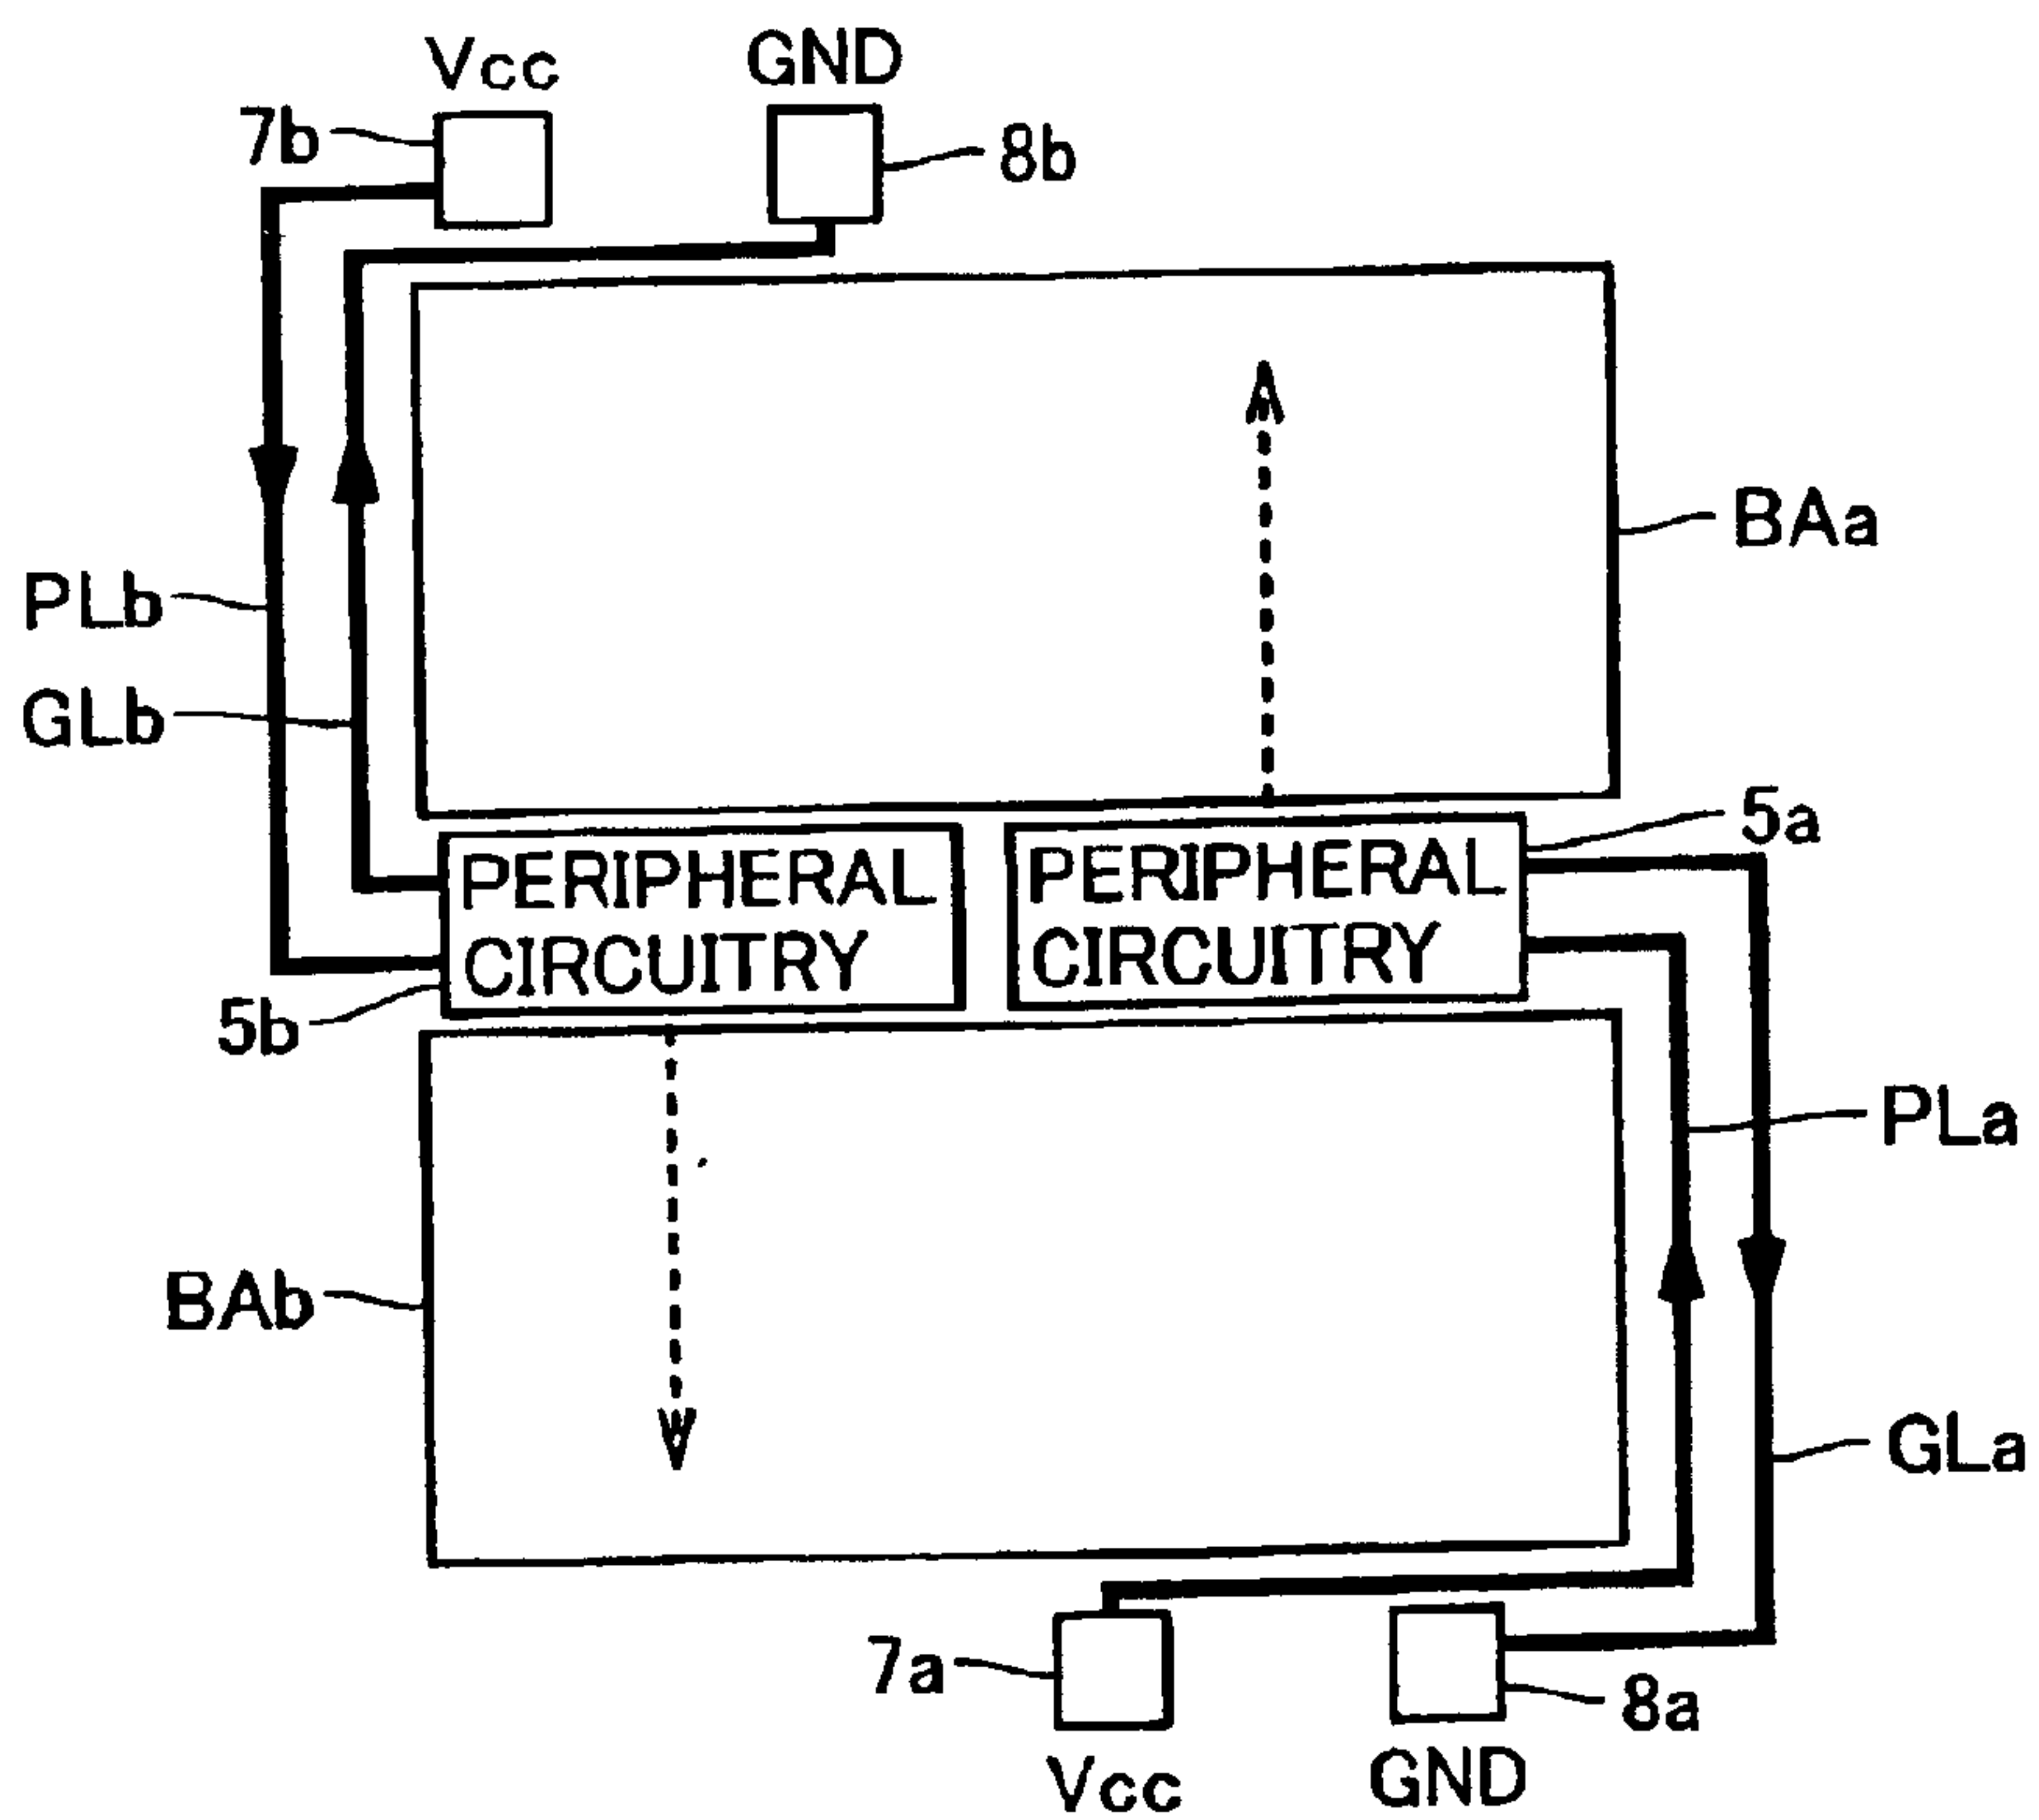 Vcc
GND
7b
8b
BAa
PLb
GLb
5a
PERIPHERAL
CIRCUITRY
PERIPHERAL
CIRCUITRY
5b
PLa
BAb
GLa
7a
8a
Vcc
GND